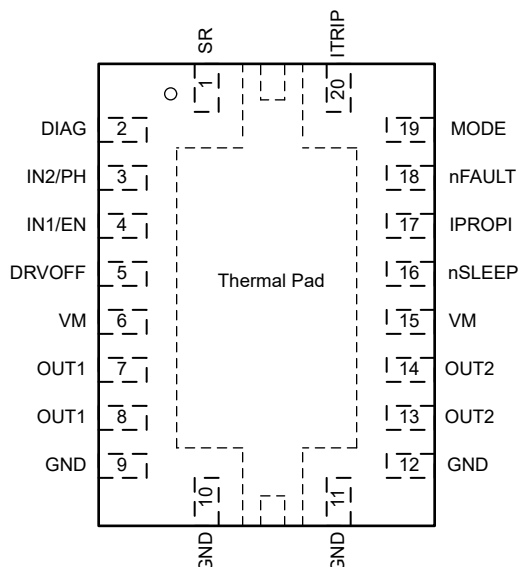 SR
ITRIP
1
20
DIAG 2
19 MODE
IN2/PH 3
18 nFAULT
IN1/EN 4
17 IPROPI
DRVOFF 5
Thermal Pad
16 nSLEEP
VM 6
15 VM
OUT1 7
14 OUT2
OUT1 8
13 OUT2
GND 9
12 GND
10
11
GND
GND